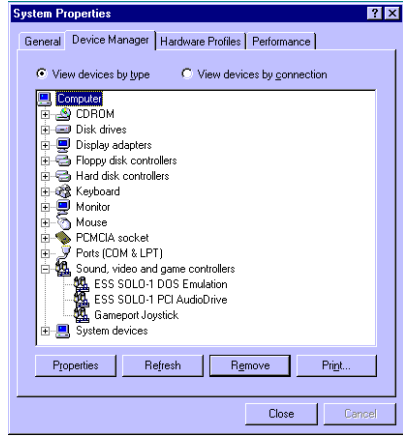 System Properties
General Device Manager Hardware Profiles Performance
View devices by type View devices by connection
Computer
CDROM
Disk drives
Display adapters
Floppy disk controllers
Hard disk controllers
Keyboard
Monitor
Mouse
PCMCIA socket
Ports (COM & LPT)
Sound, video and game controllers
ESS SOLO-1 DOS Emulation
ESS SOLO-1 PCI AudioDrive
Gameport Joystick
System devices
Properties Refresh Remove Print...
Close Cancel